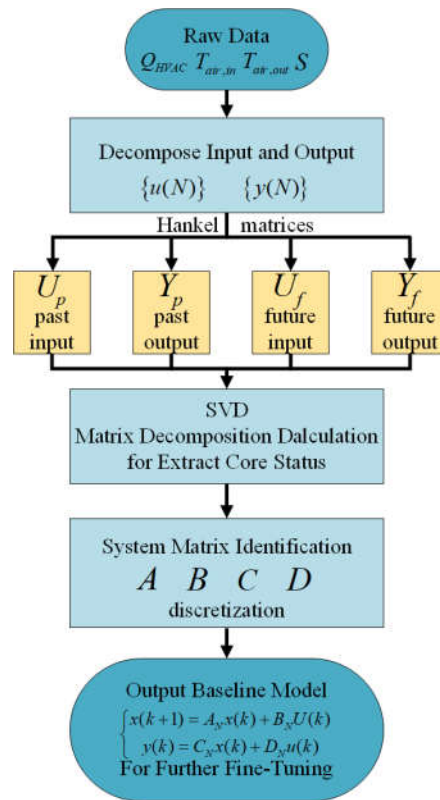 Raw Data
Q_HVAC T_air,in T_air,out S
Decompose Input and Output
{u(N)} {y(N)}
Hankel matrices
U_p Y_p U_f Y_f
past past future future
input output input output
SVD
Matrix Decomposition Dalculation
for Extract Core Status
System Matrix Identification
A B C D
discretization
Output Baseline Model
{x(k+1) = A_N x(k) + B_N U(k)
y(k) = C_N x(k) + D_N u(k)
For Further Fine-Tuning